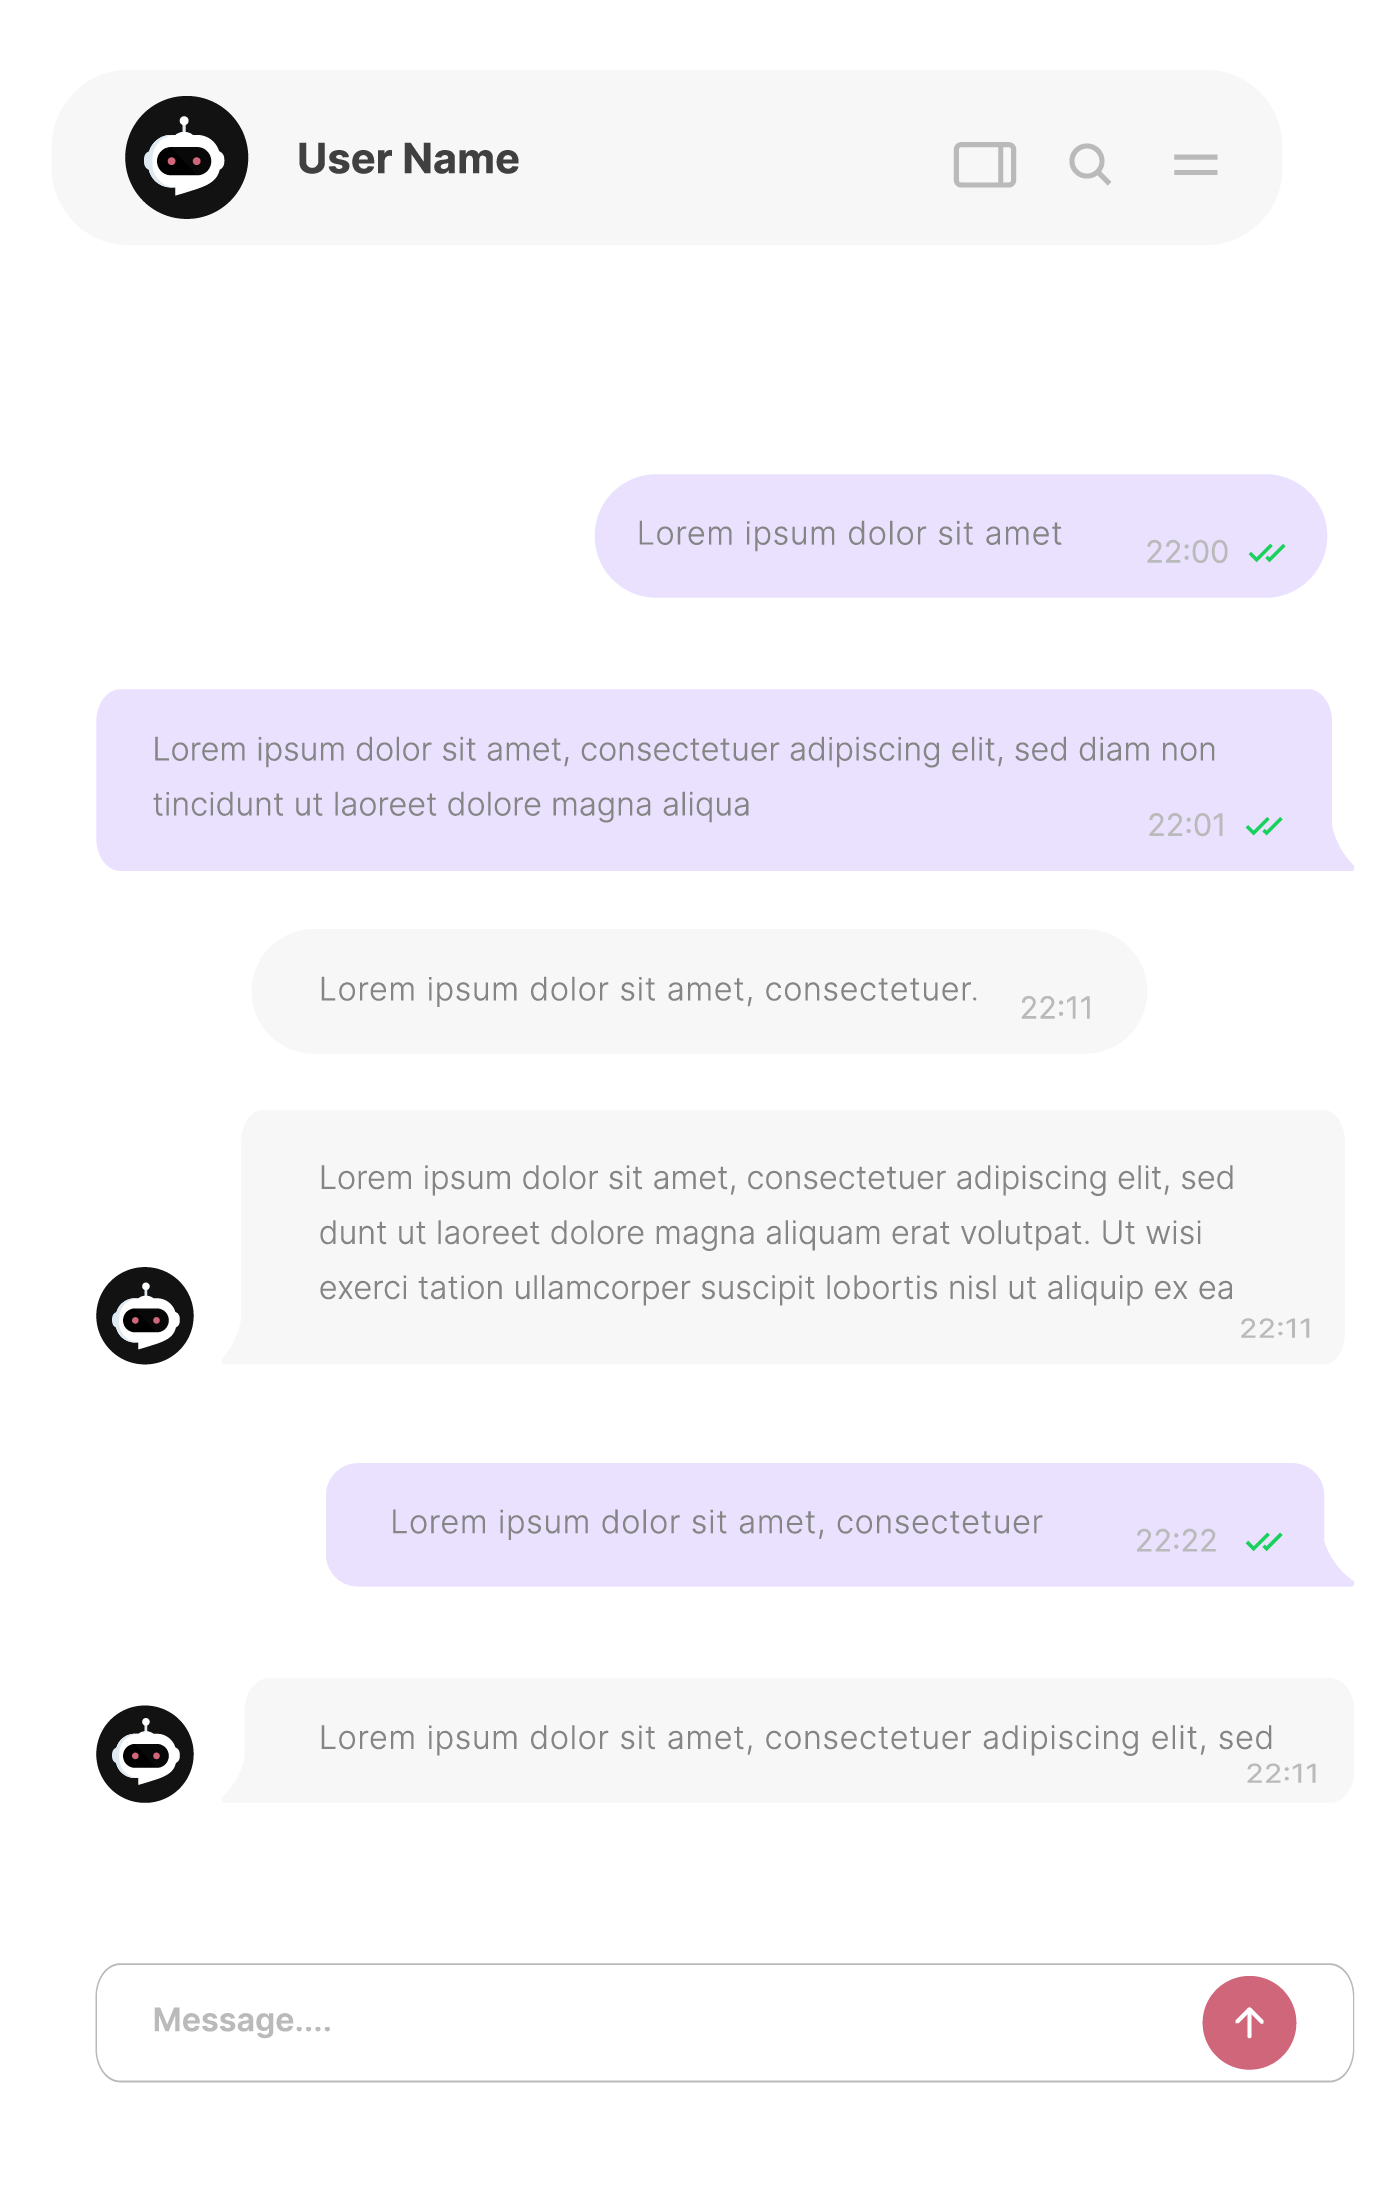 User Name
Lorem ipsum dolor sit amet
22:00
Lorem ipsum dolor sit amet, consectetuer adipiscing elit, sed diam non
tincidunt ut laoreet dolore magna aliqua
22:01
Lorem ipsum dolor sit amet, consectetuer.
22:11
Lorem ipsum dolor sit amet, consectetuer adipiscing elit, sed
dunt ut laoreet dolore magna aliquam erat volutpat. Ut wisi
exerci tation ullamcorper suscipit lobortis nisl ut aliquip ex ea
22:11
Lorem ipsum dolor sit amet, consectetuer
22:22
Lorem ipsum dolor sit amet, consectetuer adipiscing elit, sed
22:11
Message....